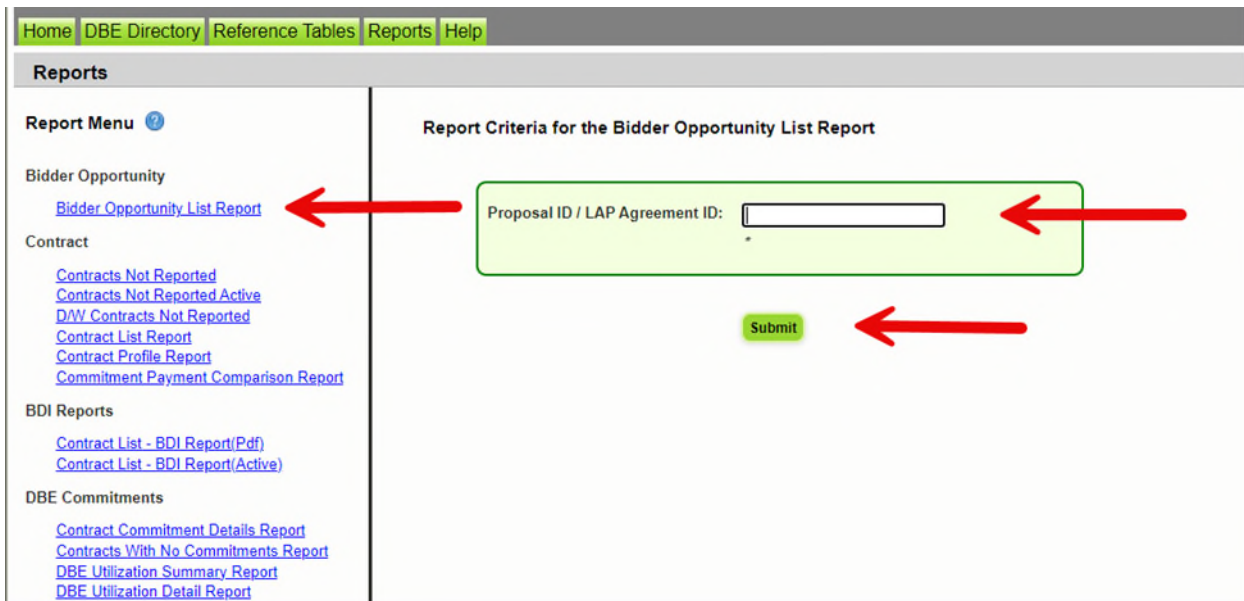 Home DBE Directory Reference Tables Reports Help
Reports
Report Menu ?
Bidder Opportunity
Bidder Opportunity List Report
Contract
Contracts Not Reported
Contracts Not Reported Active
D/W Contracts Not Reported
Contract List Report
Contract Profile Report
Commitment Payment Comparison Report
BDI Reports
Contract List - BDI Report(Pdf)
Contract List - BDI Report(Active)
DBE Commitments
Contract Commitment Details Report
Contracts With No Commitments Report
DBE Utilization Summary Report
DBE Utilization Detail Report
Report Criteria for the Bidder Opportunity List Report
Proposal ID / LAP Agreement ID:
*
Submit